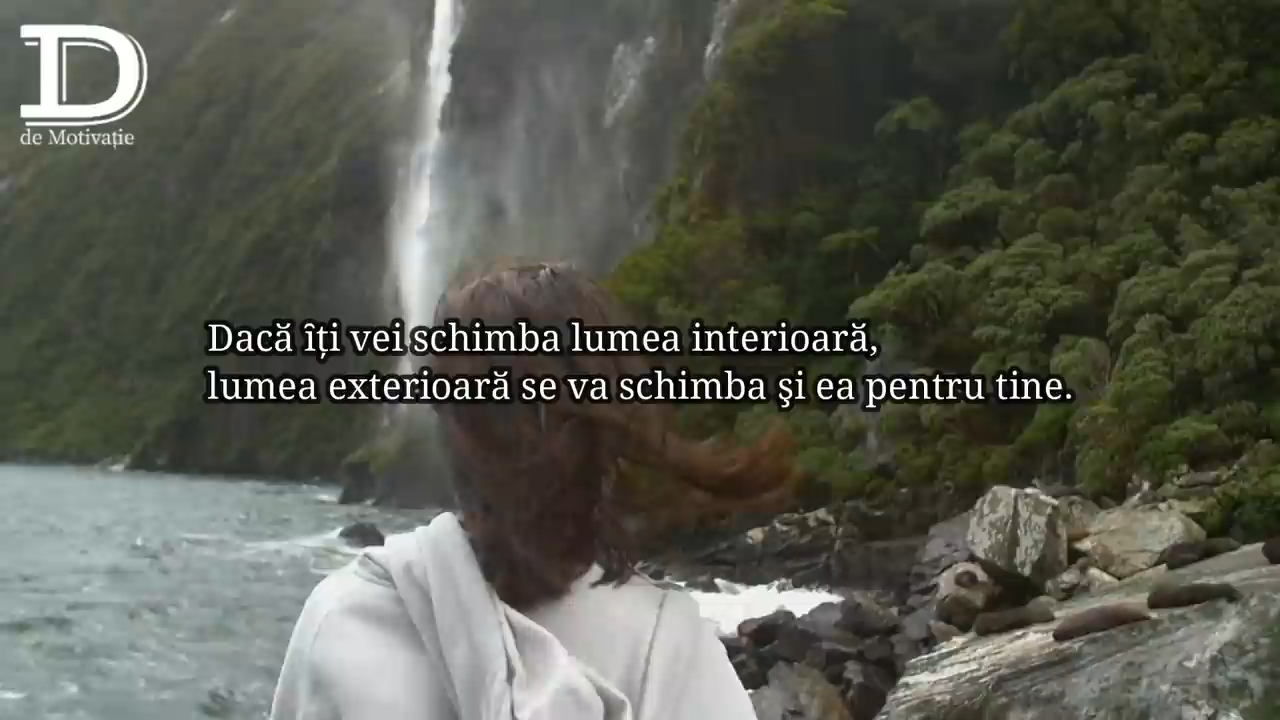 D
de Motivație
Dacă îți vei schimba lumea interioară,
lumea exterioară se va schimba şi ea pentru tine.